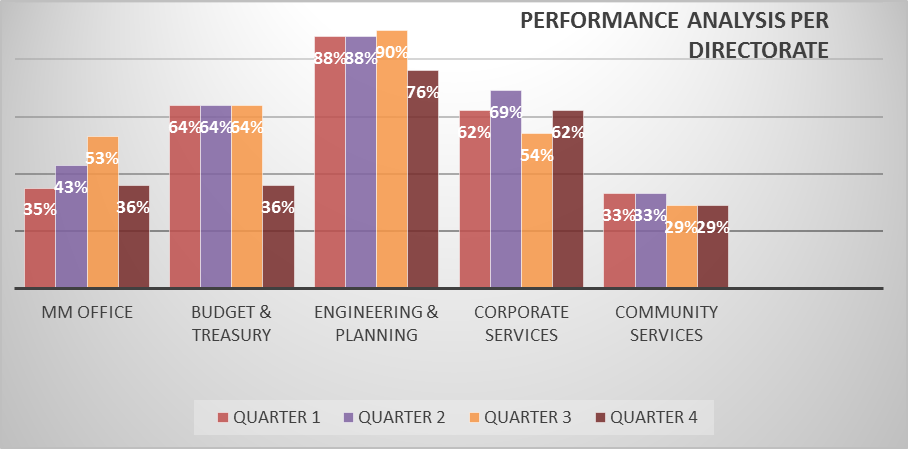 PERFORMANCE ANALYSIS PER
DIRECTORATE
35%
43%
53%
36%
64%
64%
64%
36%
88%
88%
90%
76%
62%
69%
54%
62%
33%
33%
29%
29%
MM OFFICE
BUDGET &
TREASURY
ENGINEERING &
PLANNING
CORPORATE
SERVICES
COMMUNITY
SERVICES
QUARTER 1
QUARTER 2
QUARTER 3
QUARTER 4